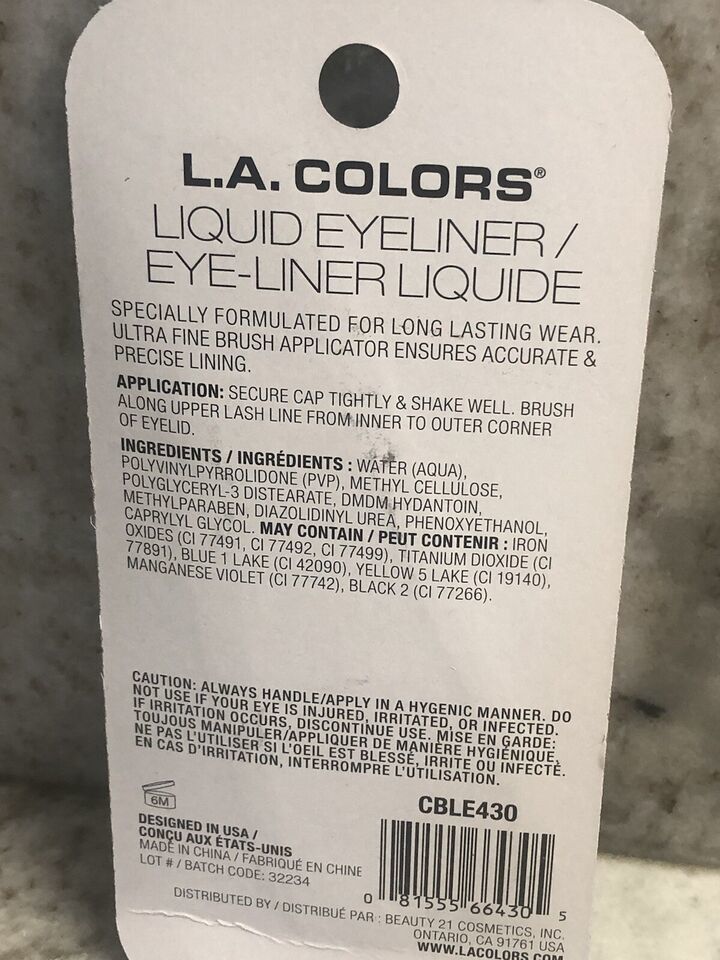 L.A. COLORS®
LIQUID EYELINER /
EYE-LINER LIQUIDE
SPECIALLY FORMULATED FOR LONG LASTING WEAR.
ULTRA FINE BRUSH APPLICATOR ENSURES ACCURATE &
PRECISE LINING.
APPLICATION: SECURE CAP TIGHTLY & SHAKE WELL. BRUSH
ALONG UPPER LASH LINE FROM INNER TO OUTER CORNER
OF EYELID.
INGREDIENTS / INGRÉDIENTS : WATER (AQUA),
POLYVINYLPYRROLIDONE (PVP), METHYL CELLULOSE,
POLYGLYCERYL-3 DISTEARATE, DMDM HYDANTOIN,
METHYLPARABEN, DIAZOLIDINYL UREA, PHENOXYETHANOL,
CAPRYLYL GLYCOL. MAY CONTAIN / PEUT CONTENIR : IRON
OXIDES (CI 77491, CI 77492, CI 77499), TITANIUM DIOXIDE (CI
77891), BLUE 1 LAKE (CI 42090), YELLOW 5 LAKE (CI 19140),
MANGANESE VIOLET (CI 77742), BLACK 2 (CI 77266).
CAUTION: ALWAYS HANDLE/APPLY IN A HYGENIC MANNER. DO
NOT USE IF YOUR EYE IS INJURED, IRRITATED, OR INFECTED.
IF IRRITATION OCCURS, DISCONTINUE USE. MISE EN GARDE:
TOUJOUS MANIPULER/APPLIQUER DE MANIÈRE HYGIÉNIQUE,
NE PAS L'UTILISER SI L'OEIL EST BLESSÉ, IRRITE OU INFECTÉ.
EN CAS D'IRRITATION, INTERROMPRE L'UTILISATION.
6M
CBLE430
DESIGNED IN USA /
CONÇU AUX ÉTATS-UNIS
MADE IN CHINA / FABRIQUÉ EN CHINE
LOT # / BATCH CODE: 32234
0 81555 66430 5
DISTRIBUTED BY / DISTRIBUÉ PAR : BEAUTY 21 COSMETICS, INC.
ONTARIO, CA 91761 USA
WWW.LACOLORS.COM